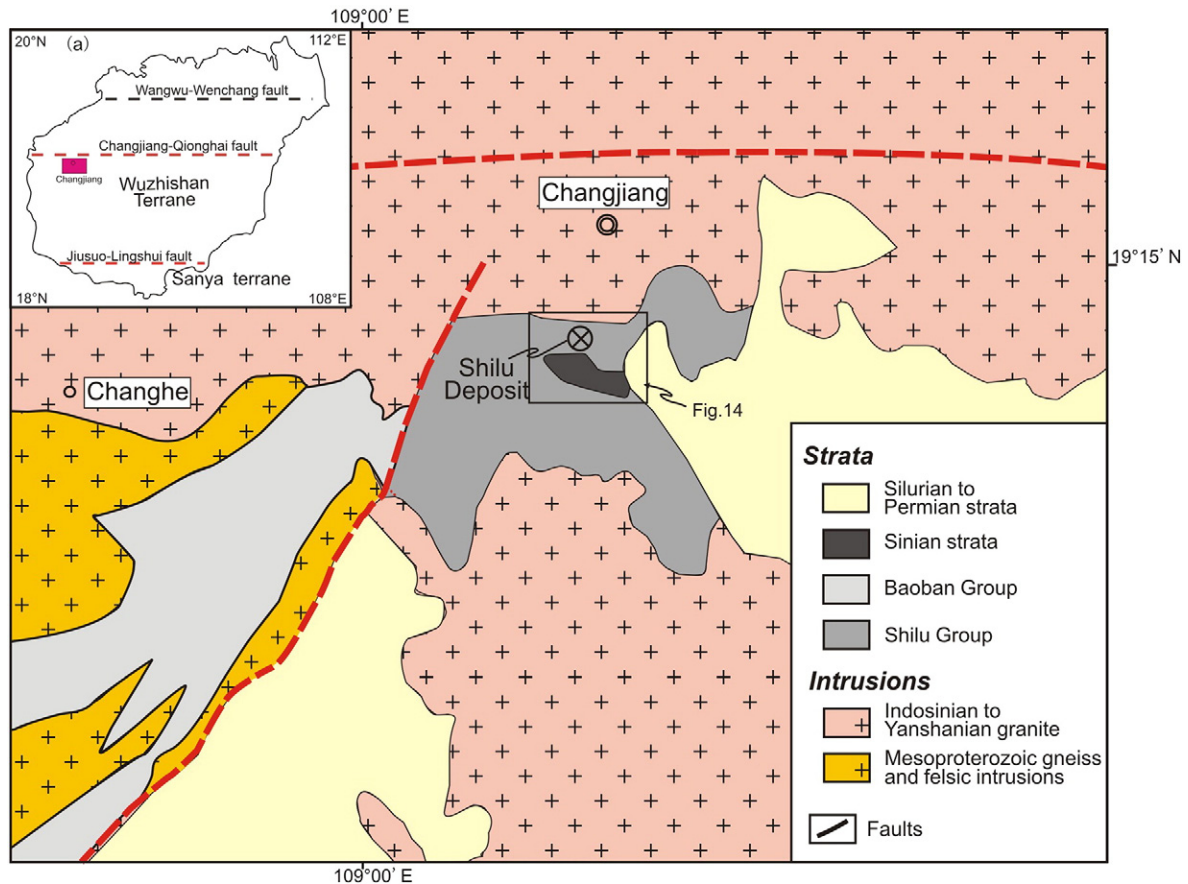 109°00' E
20°N
(a)
112°E
Wangwu-Wenchang fault
Changjiang-Qionghai fault
Changjiang
Wuzhishan
Terrane
Jiusuo-Lingshui fault
Sanya terrane
18°N
108°E
Changjiang
19°15' N
Shilu
Deposit
Changhe
Fig.14
Strata
Silurian to
Permian strata
Sinian strata
Baoban Group
Shilu Group
Intrusions
Indosinian to
Yanshanian granite
Mesoproterozoic gneiss
and felsic intrusions
Faults
109°00' E